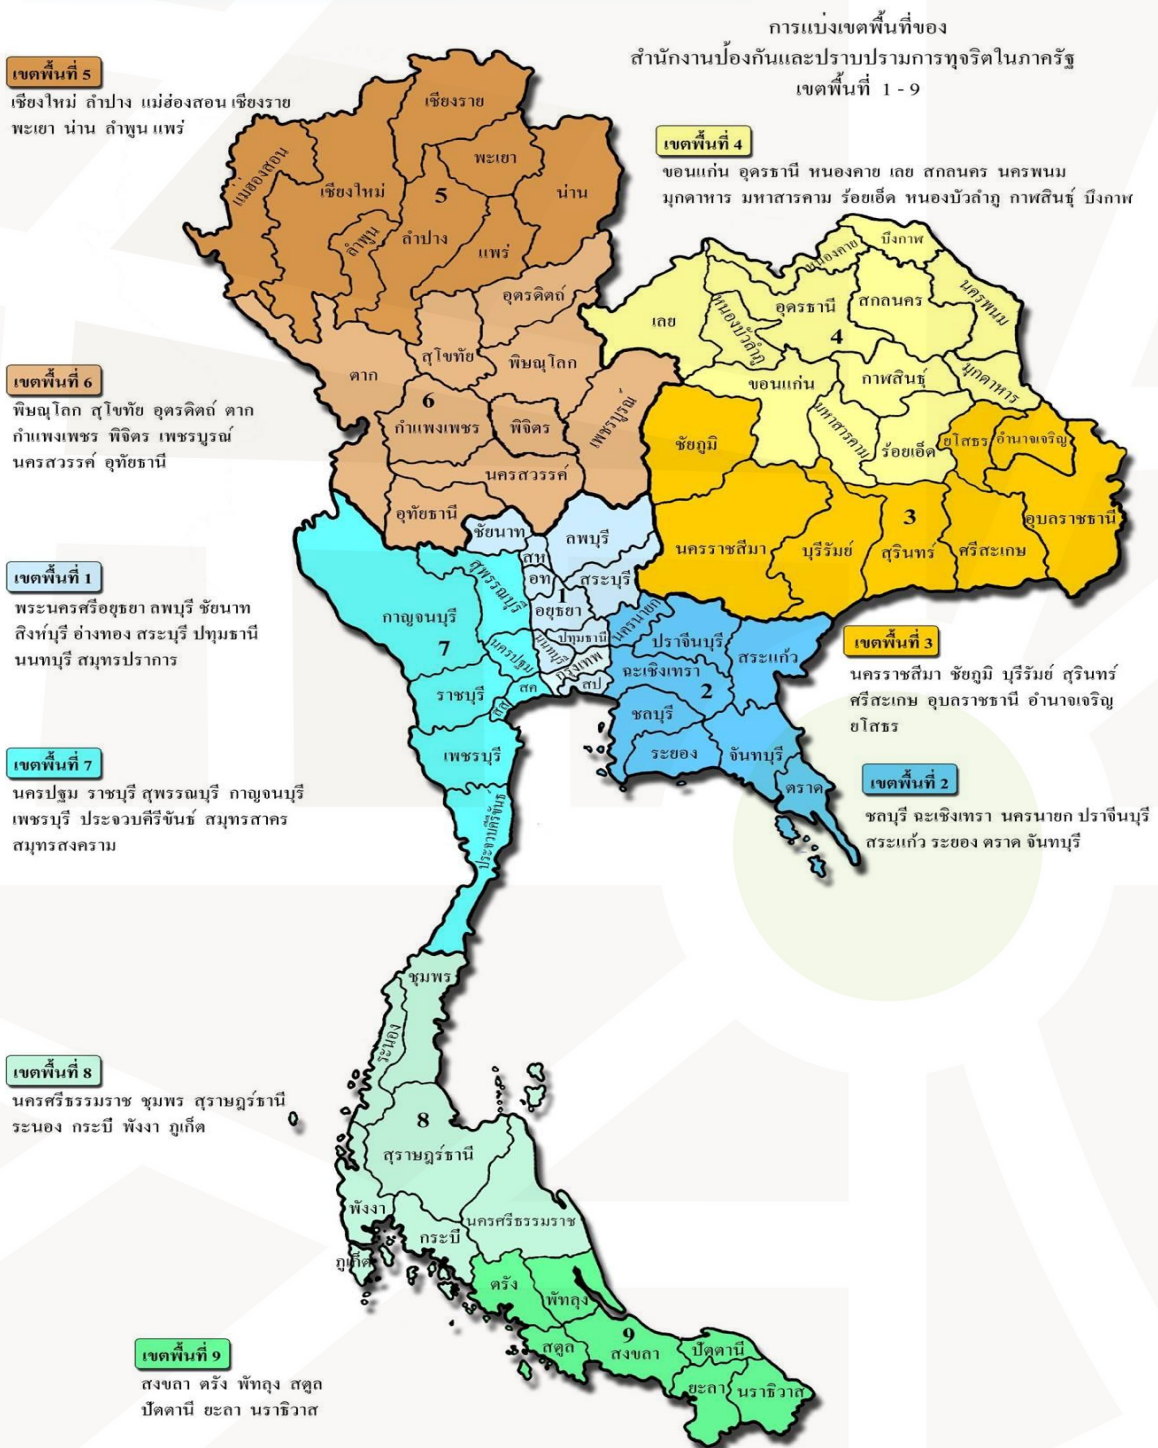 การแบ่งเขตพื้นที่ของ
สำนักงานป้องกันและปราบปรามการทุจริตในภาครัฐ
เขตพื้นที่ 1 - 9
เขตพื้นที่ 5
เชียงใหม่ ลำปาง แม่ฮ่องสอน เชียงราย
พะเยา น่าน ลำพูน แพร่
เขตพื้นที่ 4
ขอนแก่น อุดรธานี หนองคาย เลย สกลนคร นครพนม
มุกดาหาร มหาสารคาม ร้อยเอ็ด หนองบัวลำภู กาฬสินธุ์ บึงกาฬ
เชียงราย
พะเยา
แม่ฮ่องสอน
เชียงใหม่
5
น่าน
ลำพูน
ลำปาง
แพร่
บึงกาฬ
หนองคาย
นครพนม
อุดรธานี
สกลนคร
เลย
หนองบัวลำภู
4
ขอนแก่น
กาฬสินธุ์
มุกดาหาร
มหาสารคาม
ร้อยเอ็ด
อุตรดิตถ์
สุโขทัย
พิษณุโลก
ตาก
6
กำแพงเพชร
พิจิตร
เพชรบูรณ์
นครสวรรค์
อุทัยธานี
เขตพื้นที่ 6
พิษณุโลก สุโขทัย อุตรดิตถ์ ตาก
กำแพงเพชร พิจิตร เพชรบูรณ์
นครสวรรค์ อุทัยธานี
ชัยภูมิ
ยโสธร
อำนาจเจริญ
3
อุบลราชธานี
นครราชสีมา
บุรีรัมย์
สุรินทร์
ศรีสะเกษ
เขตพื้นที่ 1
พระนครศรีอยุธยา ลพบุรี ชัยนาท
สิงห์บุรี อ่างทอง สระบุรี ปทุมธานี
นนทบุรี สมุทรปราการ
ชัยนาท
ลพบุรี
สห
อท
สระบุรี
1
อยุธยา
ปทุมธานี
นนทบุรี
กรุงเทพ
สป
สุพรรณบุรี
กาญจนบุรี
7
นครปฐม
ราชบุรี
สค
สส
เพชรบุรี
ประจวบคีรีขันธ์
นครนายก
ปราจีนบุรี
สระแก้ว
ฉะเชิงเทรา
2
ชลบุรี
ระยอง
จันทบุรี
ตราด
เขตพื้นที่ 3
นครราชสีมา ชัยภูมิ บุรีรัมย์ สุรินทร์
ศรีสะเกษ อุบลราชธานี อำนาจเจริญ
ยโสธร
เขตพื้นที่ 7
นครปฐม ราชบุรี สุพรรณบุรี กาญจนบุรี
เพชรบุรี ประจวบคีรีขันธ์ สมุทรสาคร
สมุทรสงคราม
เขตพื้นที่ 2
ชลบุรี ฉะเชิงเทรา นครนายก ปราจีนบุรี
สระแก้ว ระยอง ตราด จันทบุรี
ชุมพร
ระนอง
8
สุราษฎร์ธานี
พังงา
นครศรีธรรมราช
กระบี่
ภูเก็ต
เขตพื้นที่ 8
นครศรีธรรมราช ชุมพร สุราษฎร์ธานี
ระนอง กระบี่ พังงา ภูเก็ต
ตรัง
พัทลุง
9
สตูล
สงขลา
ปัตตานี
ยะลา
นราธิวาส
เขตพื้นที่ 9
สงขลา ตรัง พัทลุง สตูล
ปัตตานี ยะลา นราธิวาส